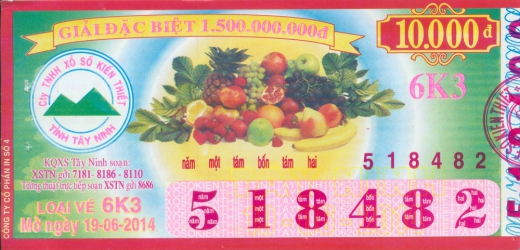 GIẢI ĐẶC BIỆT 1.500.000.000đ
10.000 đ
6K3
Cty TNHH XỔ SỐ KIẾN THIẾT
TỈNH TÂY NINH
KQXS Tây Ninh soạn:
XSTN gởi 7181 - 8186 - 8110
Tường thuật trực tiếp soạn XSTN gởi 8686
LOẠI VÉ 6K3
Mở ngày 19-06-2014
năm một tám bốn tám hai
518482
518482
CÔNG TY CỔ PHẦN IN SỐ 4